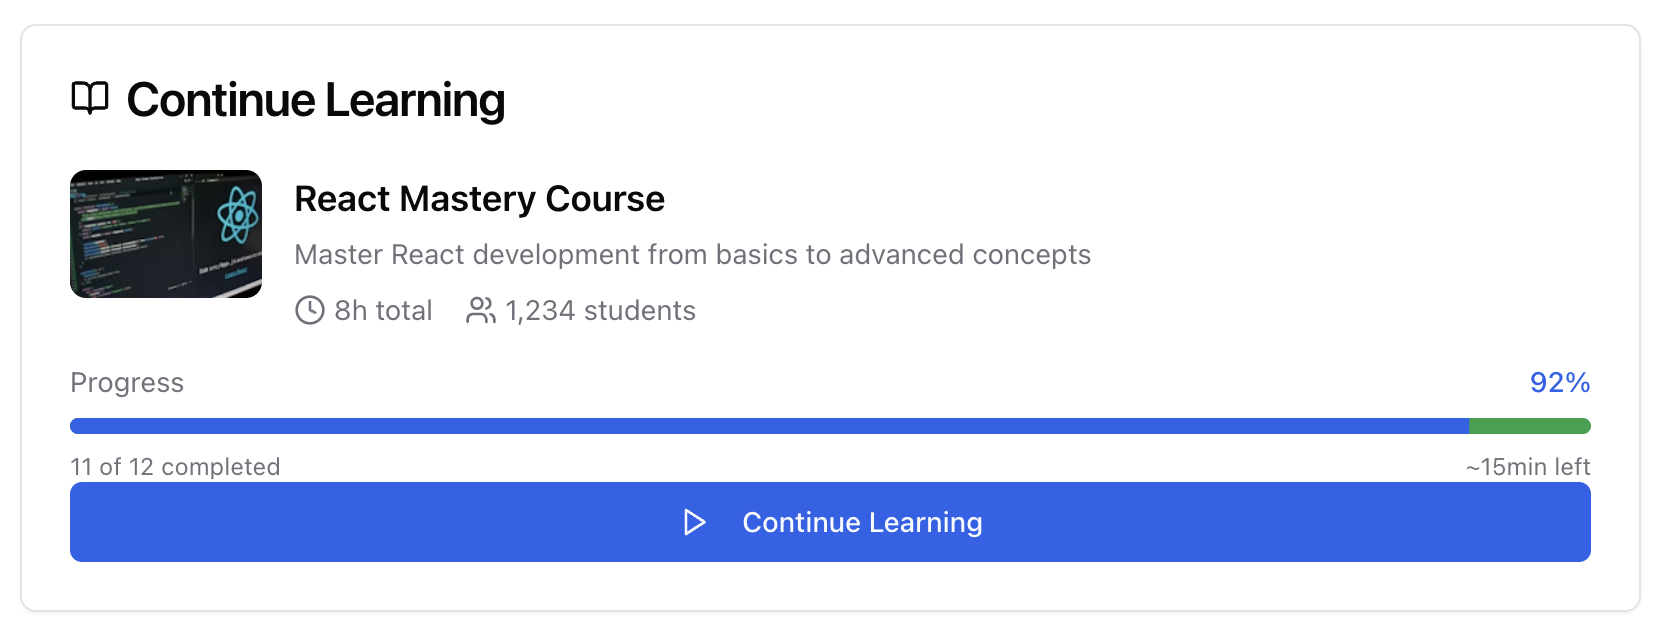 Continue Learning
React Mastery Course
Master React development from basics to advanced concepts
8h total 1,234 students
Progress 92%
11 of 12 completed ~15min left
Continue Learning